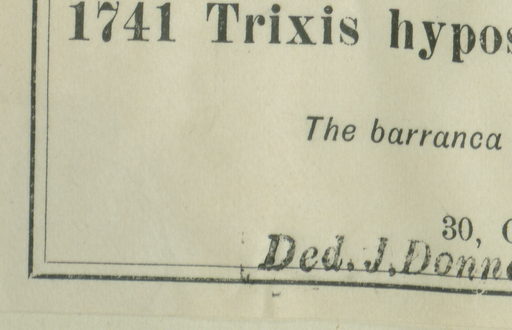 1741 Trixis hypos
The barranca
30,
Ded. J. Donn